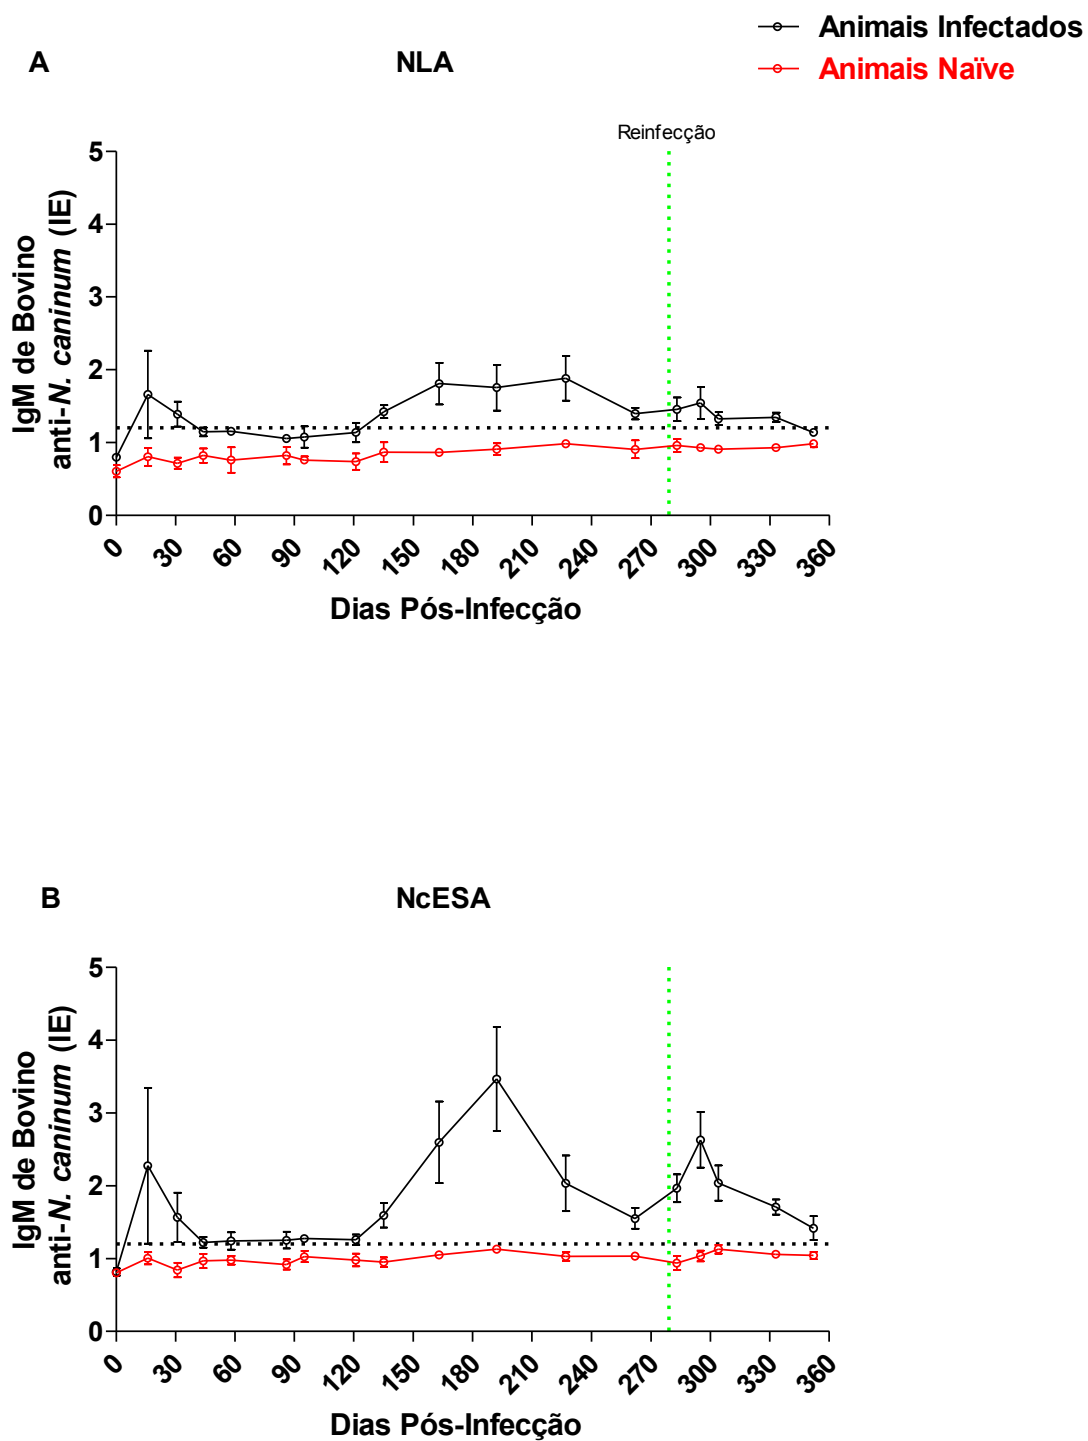 Animais Infectados
Animais Naïve
A
NLA
Reinfecção
5
4
3
2
1
0
IgM de Bovino
anti-N. caninum (IE)
0 30 60 90 120 150 180 210 240 270 300 330 360
Dias Pós-Infecção
B
NcESA
5
4
3
2
1
0
IgM de Bovino
anti-N. caninum (IE)
0 30 60 90 120 150 180 210 240 270 300 330 360
Dias Pós-Infecção